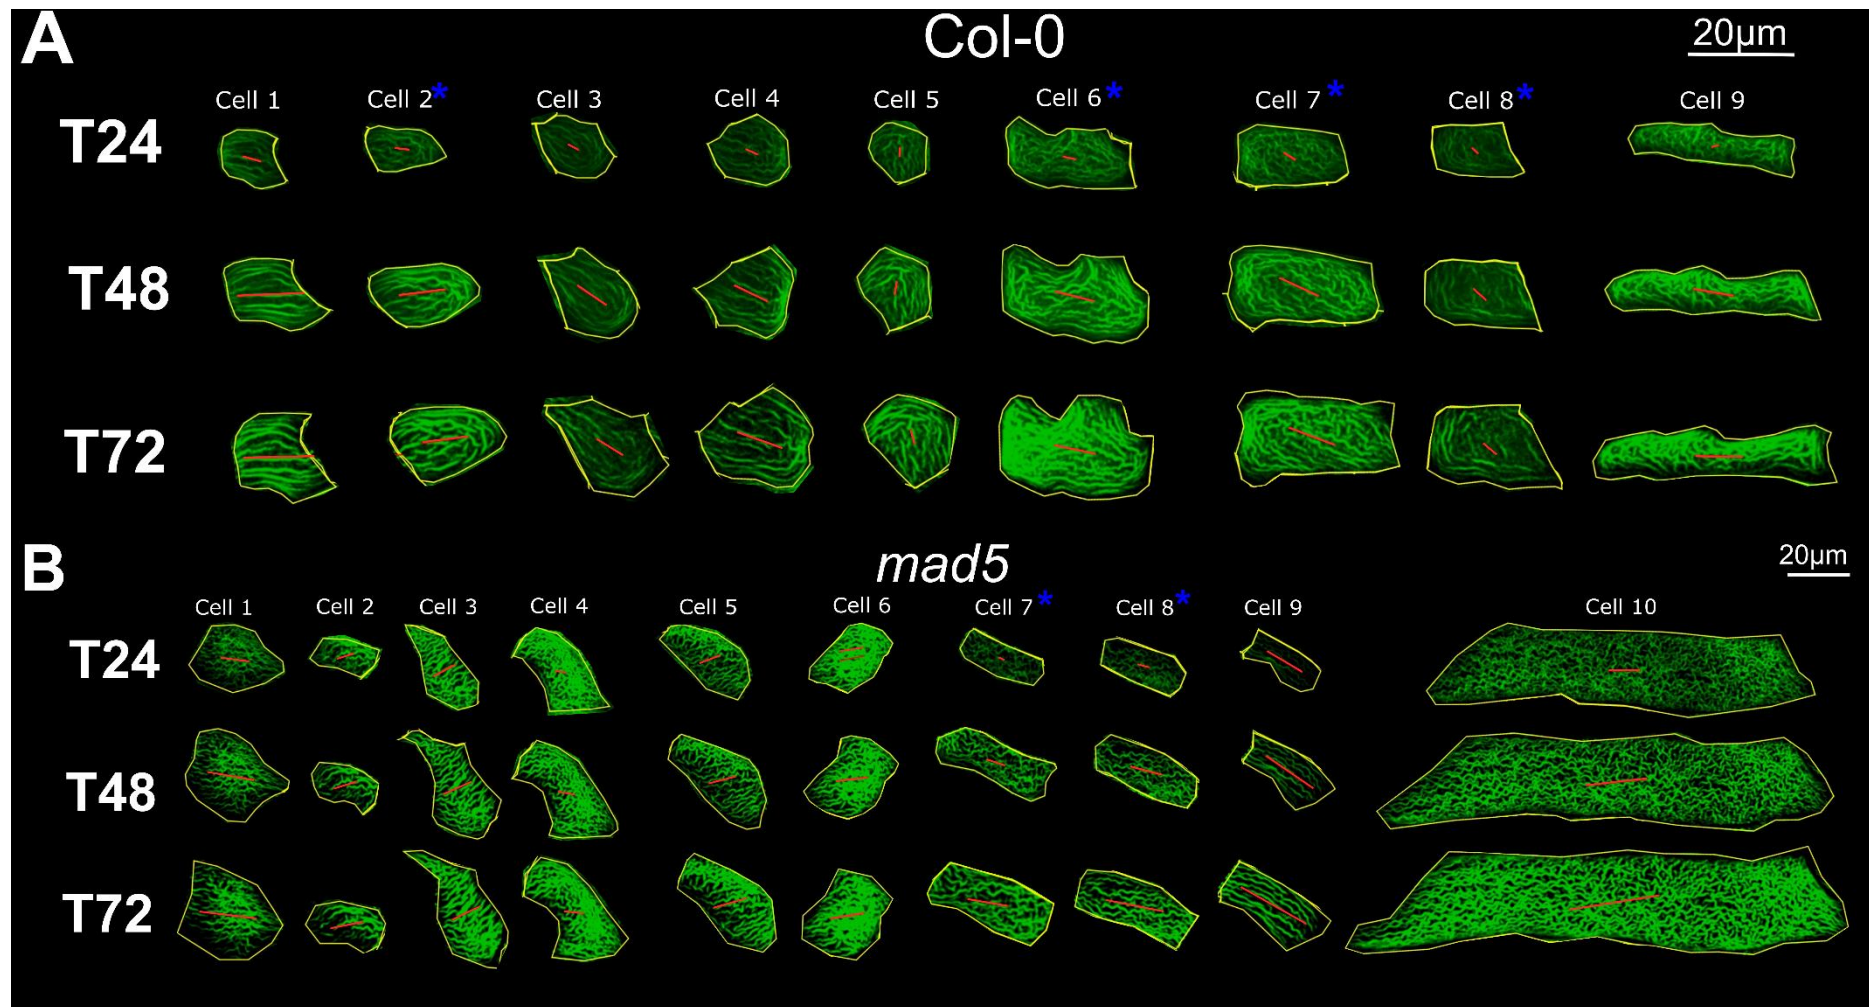 A
Col-0
20µm
Cell 1 Cell 2* Cell 3 Cell 4 Cell 5 Cell 6* Cell 7* Cell 8* Cell 9
T24
T48
T72
B
mad5
20µm
Cell 1 Cell 2 Cell 3 Cell 4 Cell 5 Cell 6 Cell 7* Cell 8* Cell 9 Cell 10
T24
T48
T72